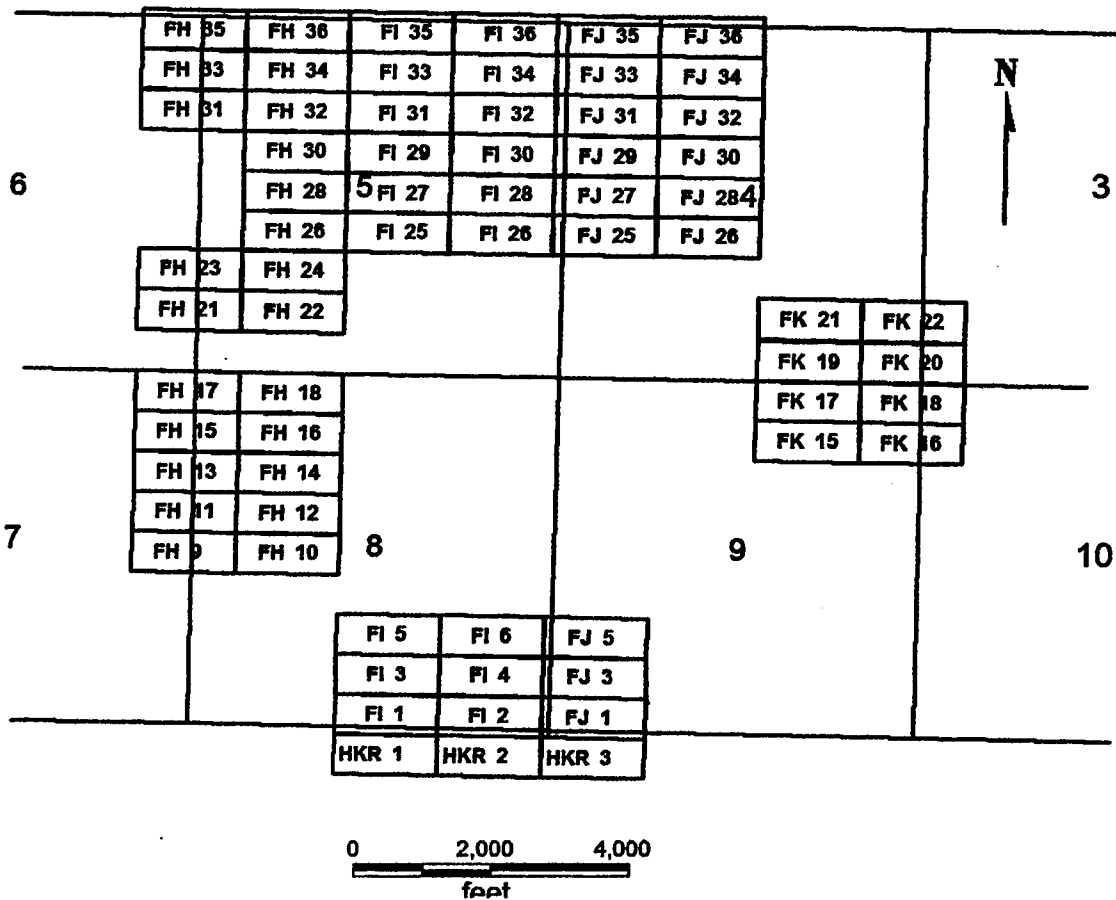 FH 35 FH 36 FI 35 FI 36 FJ 35 FJ 36
FH 33 FH 34 FI 33 FI 34 FJ 33 FJ 34
N
FH 31 FH 32 FI 31 FI 32 FJ 31 FJ 32
FH 30 FI 29 FI 30 FJ 29 FJ 30
6 FH 28 5 FI 27 FI 28 FJ 27 FJ 28 4 3
FH 26 FI 25 FI 26 FJ 25 FJ 26
FH 23 FH 24
FH 21 FH 22 FK 21 FK 22
FK 19 FK 20
FH 17 FH 18 FK 17 FK 18
FH 15 FH 16 FK 15 FK 16
FH 13 FH 14
FH 11 FH 12
7 FH 9 FH 10 8 9 10
FI 5 FI 6 FJ 5
FI 3 FI 4 FJ 3
FI 1 FI 2 FJ 1
HKR 1 HKR 2 HKR 3
0 2,000 4,000
feet